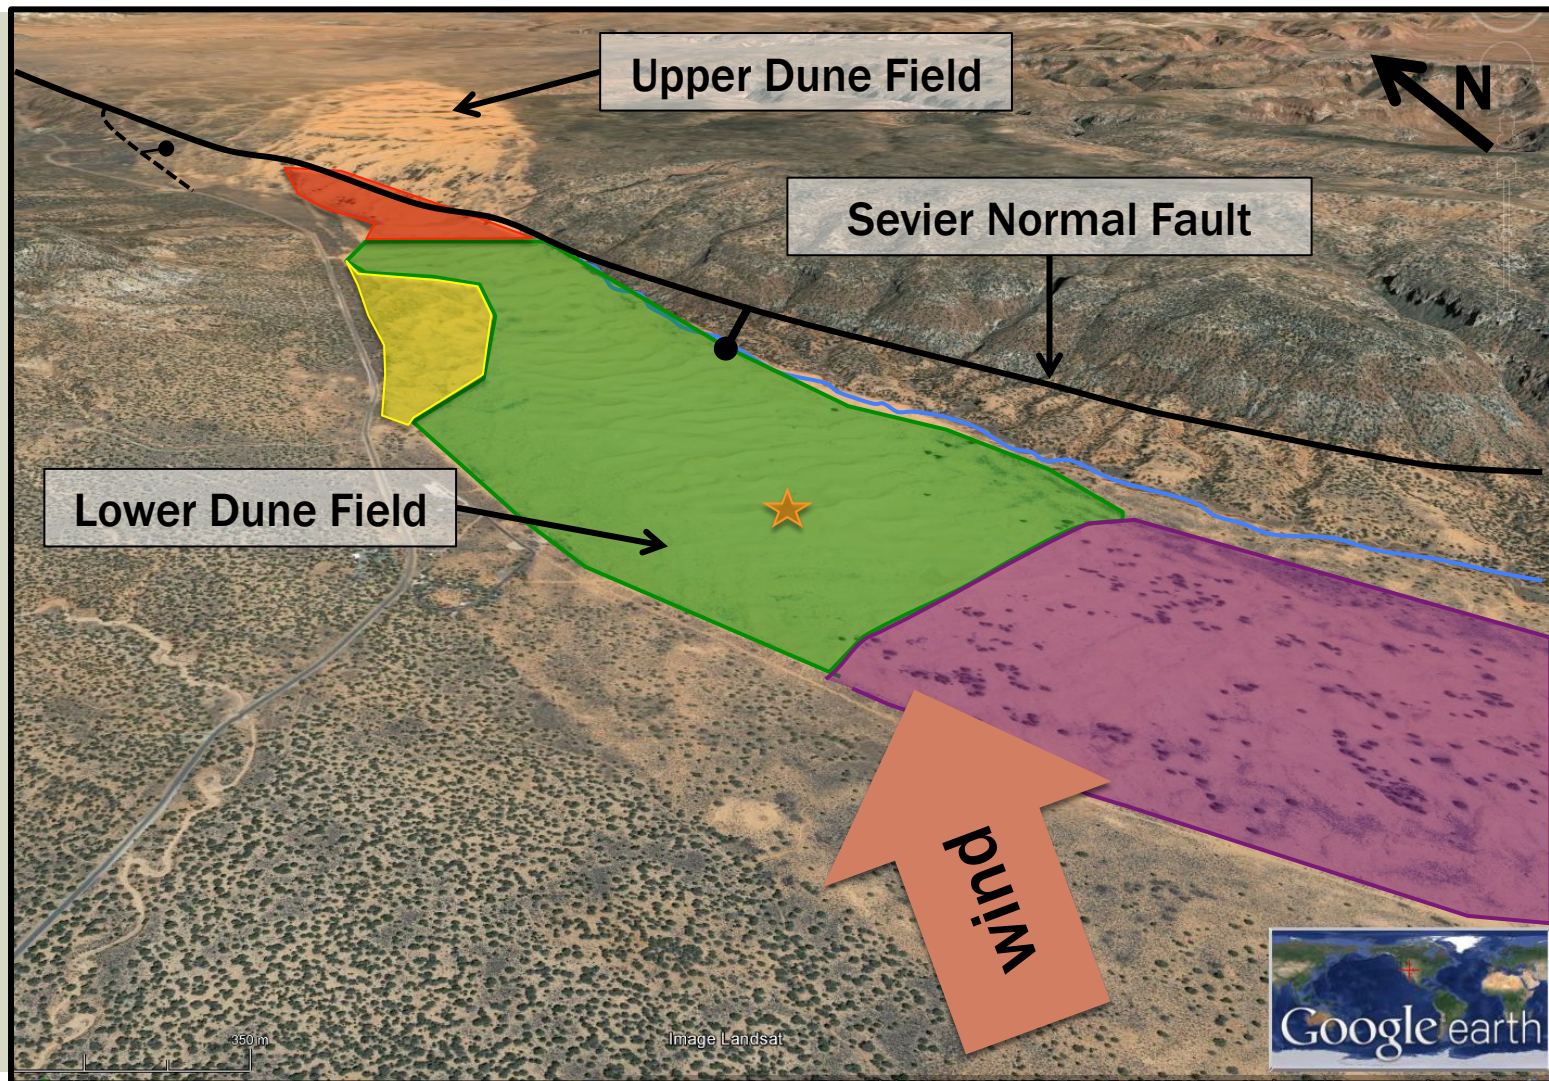 Upper Dune Field
N
Sevier Normal Fault
Lower Dune Field
wind
350 m
Image Landsat
Google earth